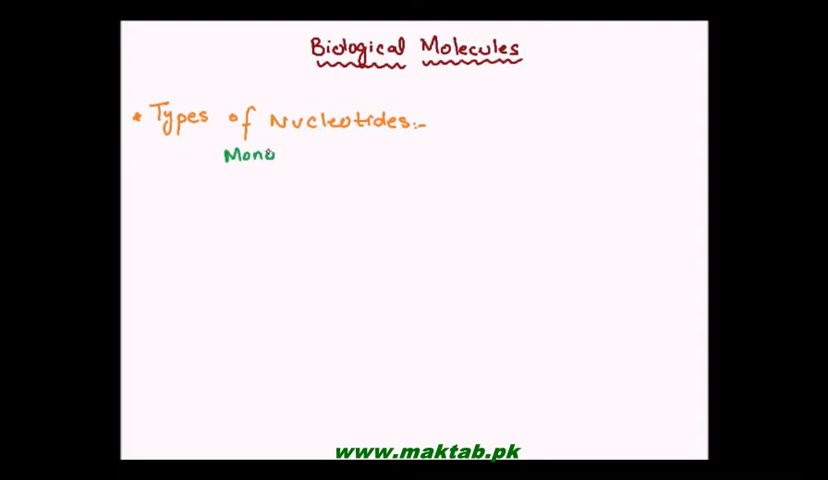 Biological Molecules
* Types of Nucleotides:-
Mono
www.maktab.pk